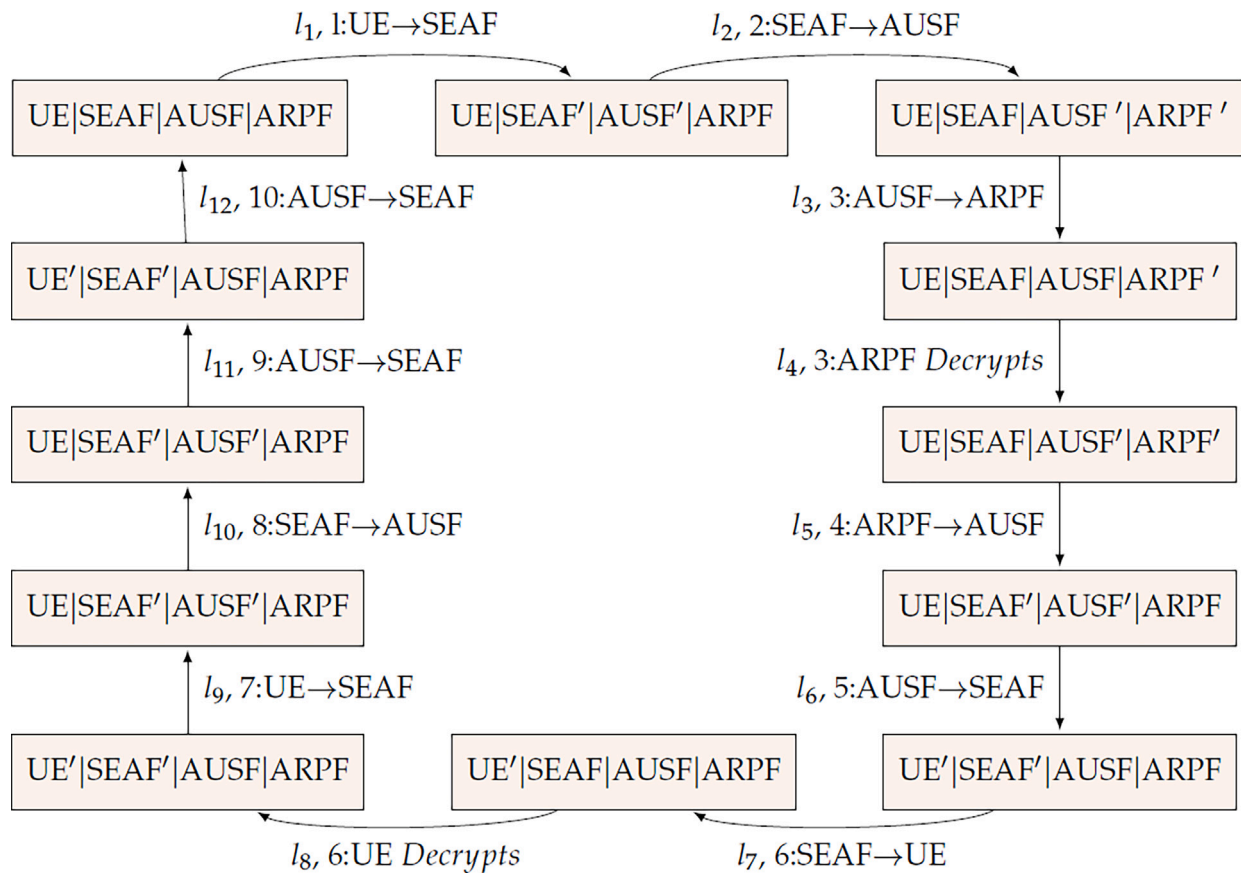 l₁, 1:UE→SEAF
l₂, 2:SEAF→AUSF
UE|SEAF|AUSF|ARPF
UE|SEAF′|AUSF′|ARPF
UE|SEAF|AUSF ′|ARPF ′
l₁₂, 10:AUSF→SEAF
l₃, 3:AUSF→ARPF
UE′|SEAF′|AUSF|ARPF
UE|SEAF|AUSF|ARPF ′
l₁₁, 9:AUSF→SEAF
l₄, 3:ARPF Decrypts
UE|SEAF′|AUSF′|ARPF
UE|SEAF|AUSF′|ARPF′
l₁₀, 8:SEAF→AUSF
l₅, 4:ARPF→AUSF
UE|SEAF′|AUSF′|ARPF
UE|SEAF′|AUSF′|ARPF
l₉, 7:UE→SEAF
l₆, 5:AUSF→SEAF
UE′|SEAF′|AUSF|ARPF
UE′|SEAF|AUSF|ARPF
UE′|SEAF′|AUSF|ARPF
l₈, 6:UE Decrypts
l₇, 6:SEAF→UE